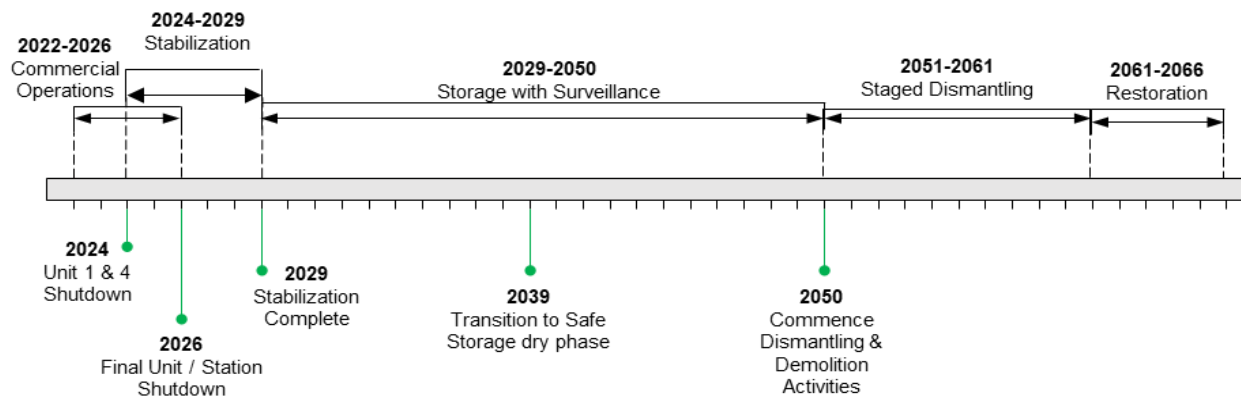 2022-2026
Commercial
Operations
2024-2029
Stabilization
2029-2050
Storage with Surveillance
2051-2061
Staged Dismantling
2061-2066
Restoration
2024
Unit 1 & 4
Shutdown
2026
Final Unit / Station
Shutdown
2029
Stabilization
Complete
2039
Transition to Safe
Storage dry phase
2050
Commence
Dismantling &
Demolition
Activities